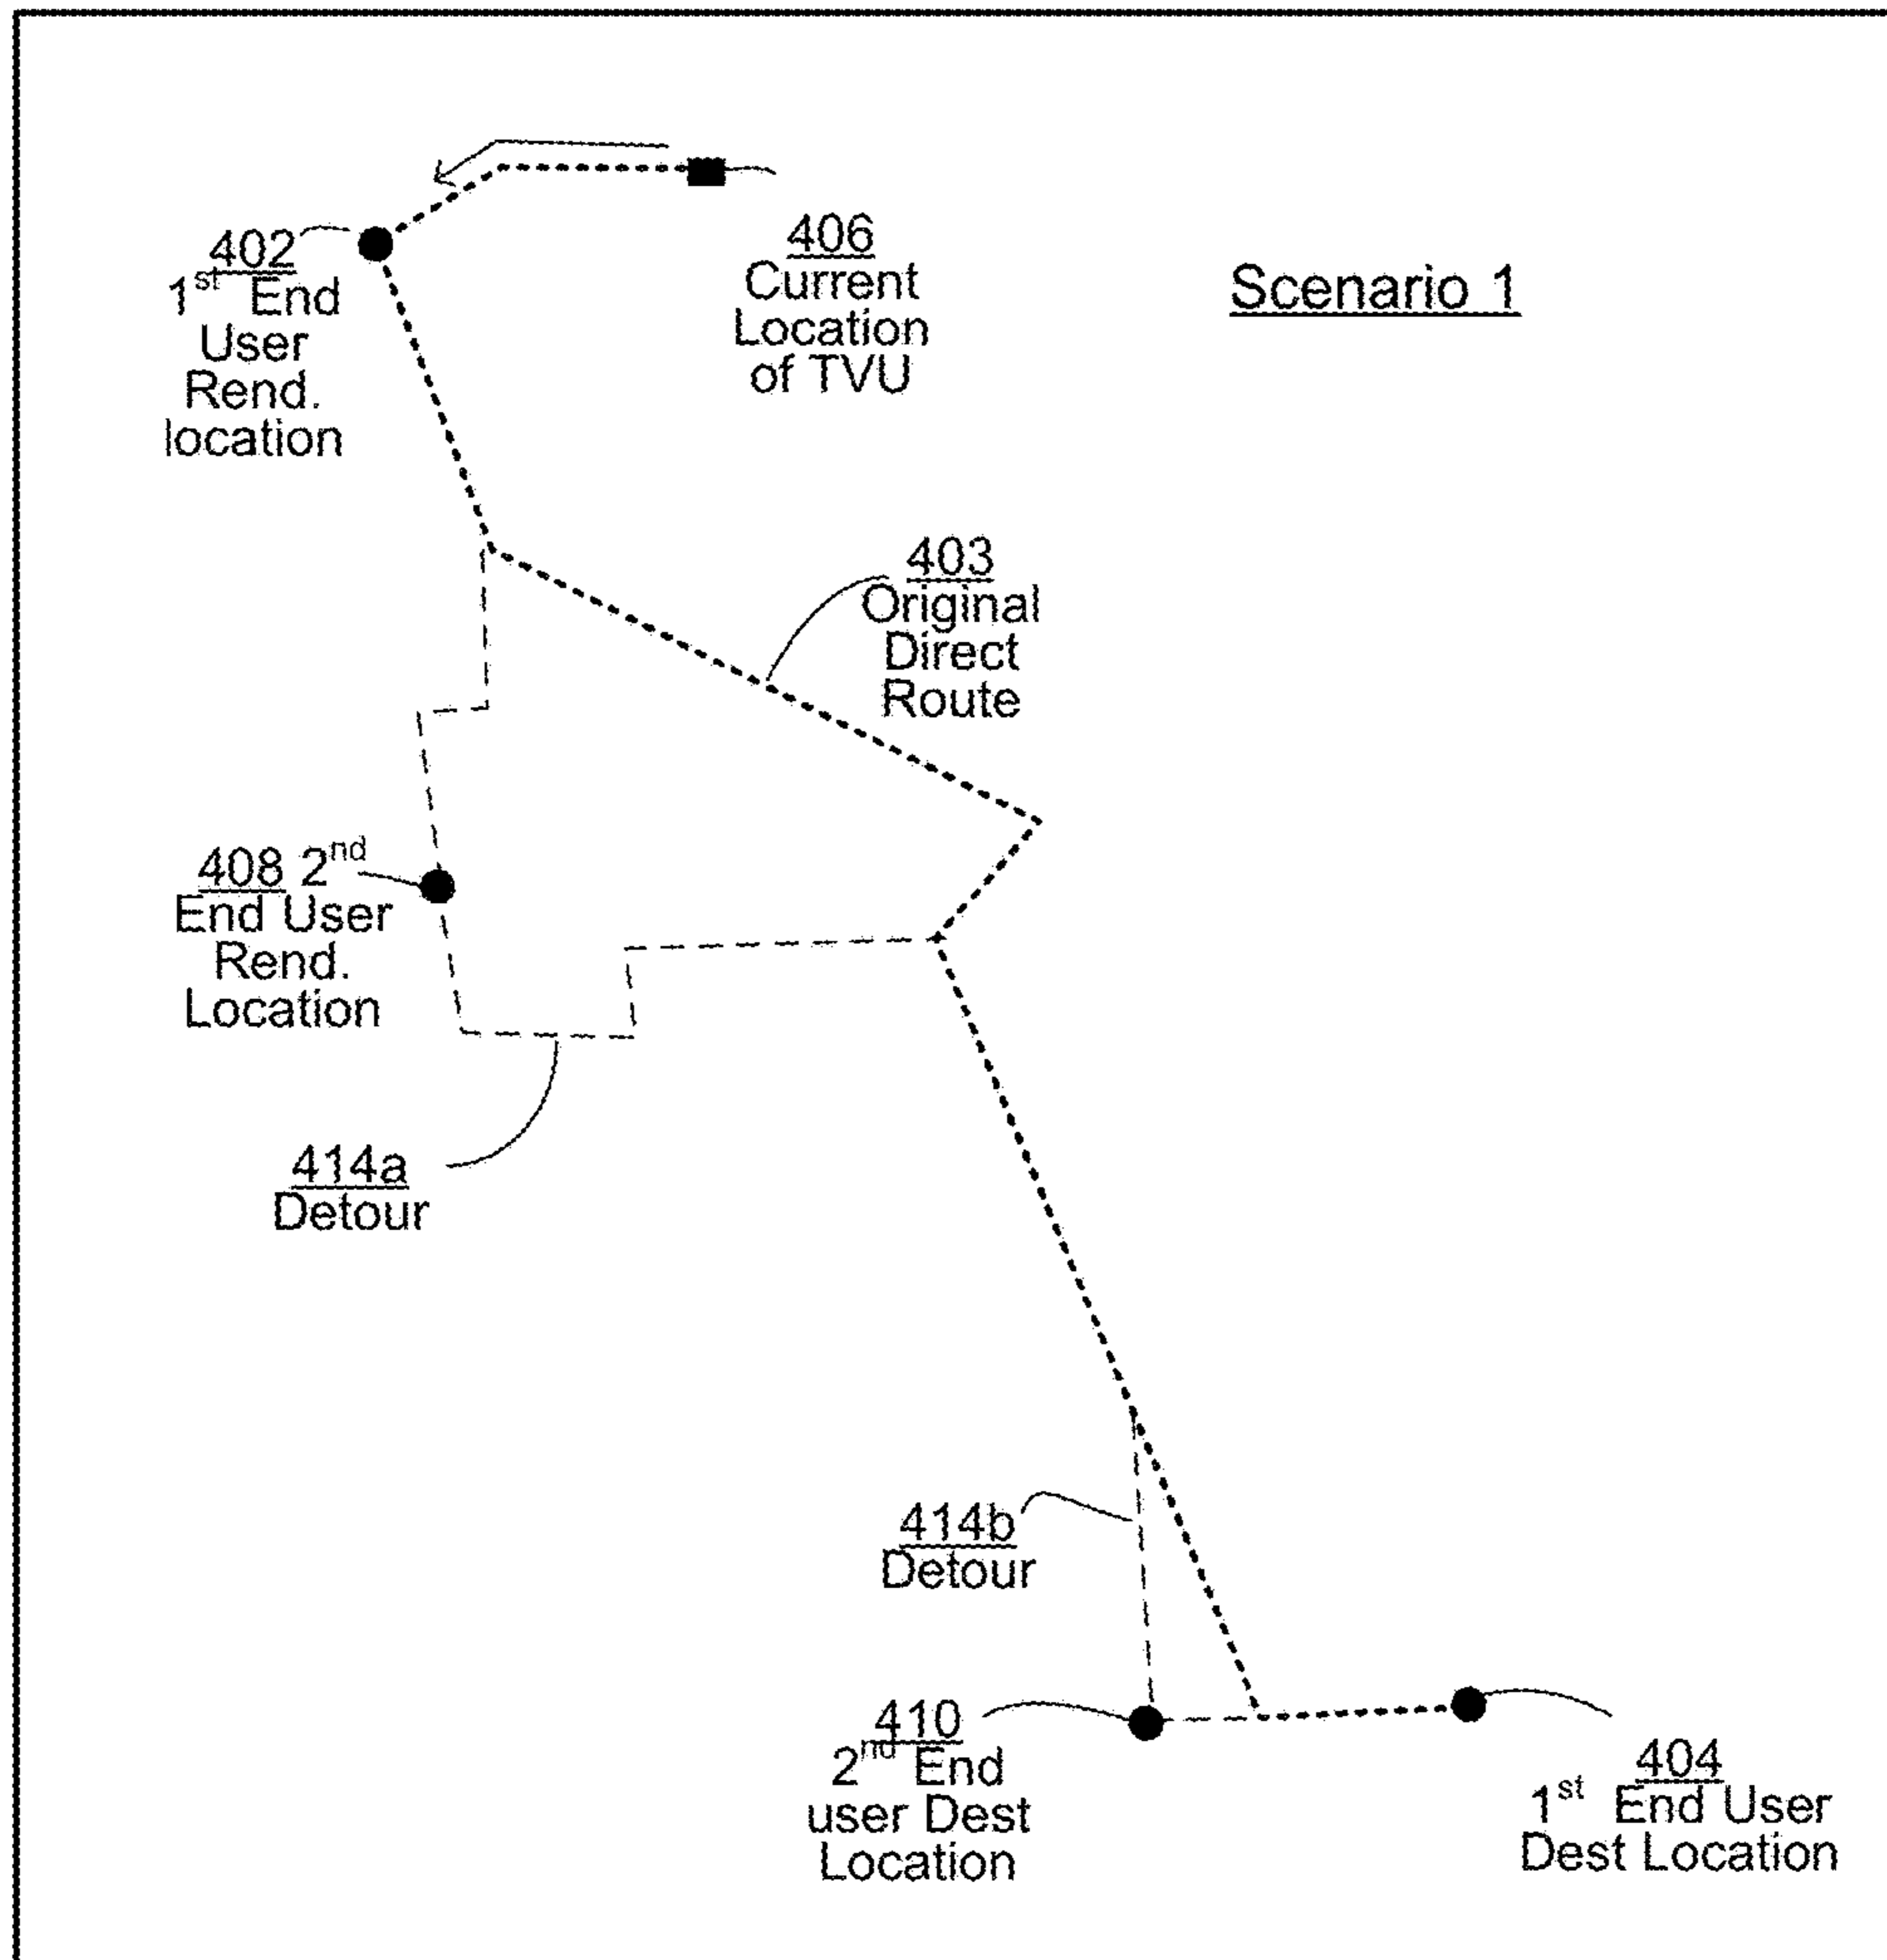 402
1st End
User
Rend.
location
406
Current
Location
of TVU
Scenario 1
403
Original
Direct
Route
408 2nd
End User
Rend.
Location
414a
Detour
414b
Detour
410
2nd End
user Dest
Location
404
1st End User
Dest Location